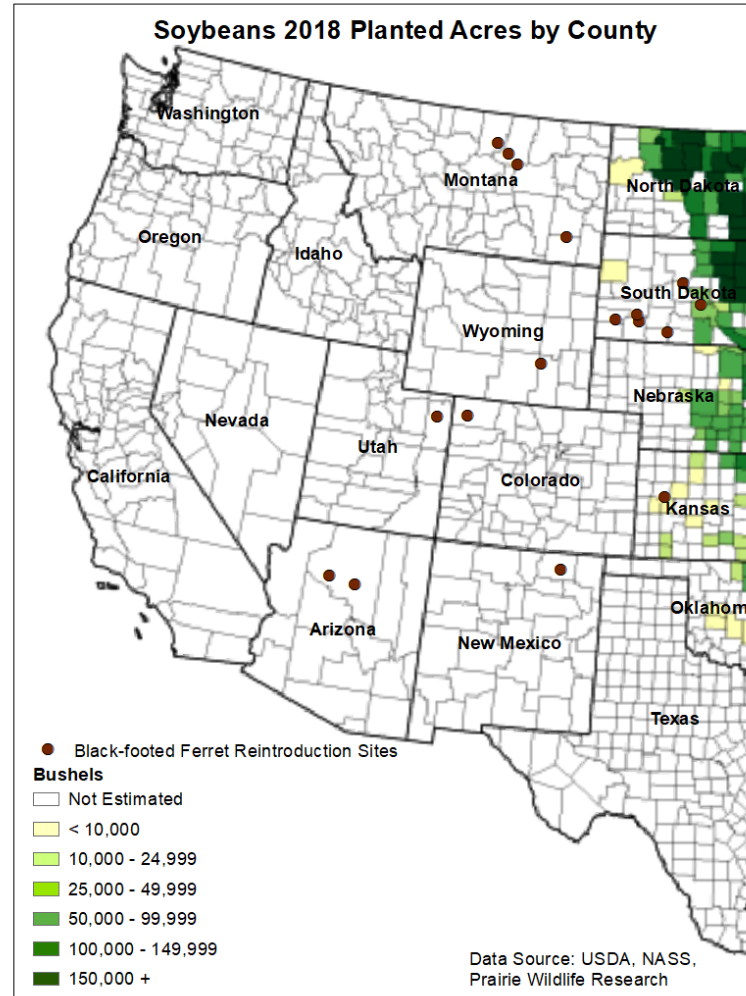 Soybeans 2018 Planted Acres by County
Washington
Montana
North Dakota
Oregon
Idaho
South Dakota
Wyoming
Nebraska
Nevada
Utah
California
Colorado
Kansas
Oklahom
Arizona
New Mexico
Texas
Black-footed Ferret Reintroduction Sites
Bushels
Not Estimated
< 10,000
10,000 - 24,999
25,000 - 49,999
50,000 - 99,999
100,000 - 149,999
150,000 +
Data Source: USDA, NASS,
Prairie Wildlife Research